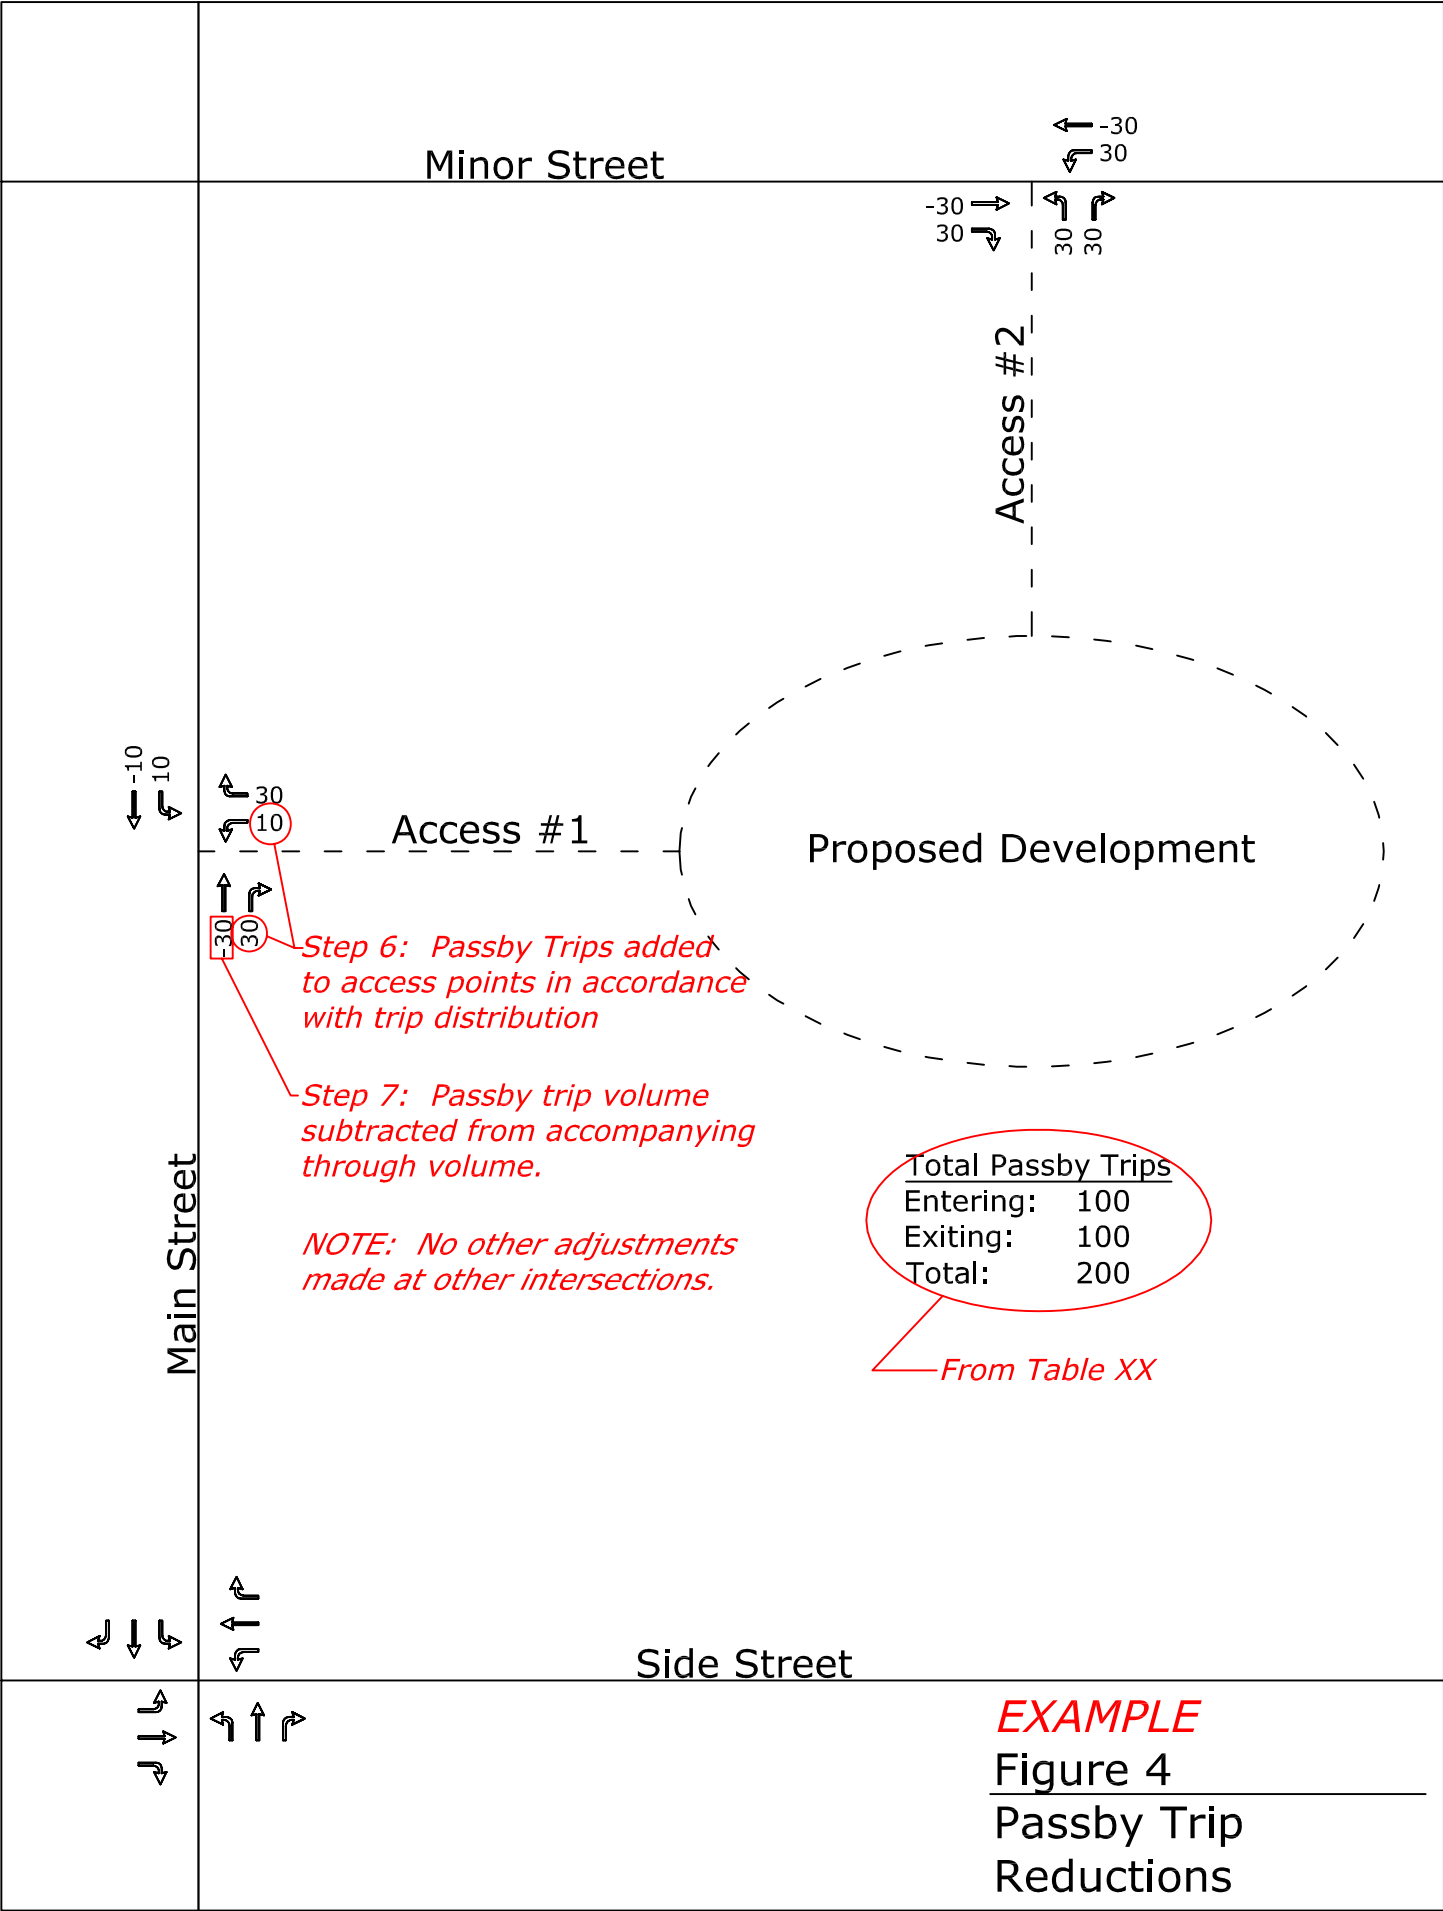 -30
30
Minor Street
-30
30
30
30
Access #2
-10
10
30
10
Access #1
Proposed Development
-30
30
Step 6:  Passby Trips added
to access points in accordance
with trip distribution
Step 7:  Passby trip volume
subtracted from accompanying
through volume.
NOTE:  No other adjustments
made at other intersections.
Main Street
Total Passby Trips
Entering: 100
Exiting: 100
Total: 200
From Table XX
Side Street
EXAMPLE
Figure 4
Passby Trip
Reductions